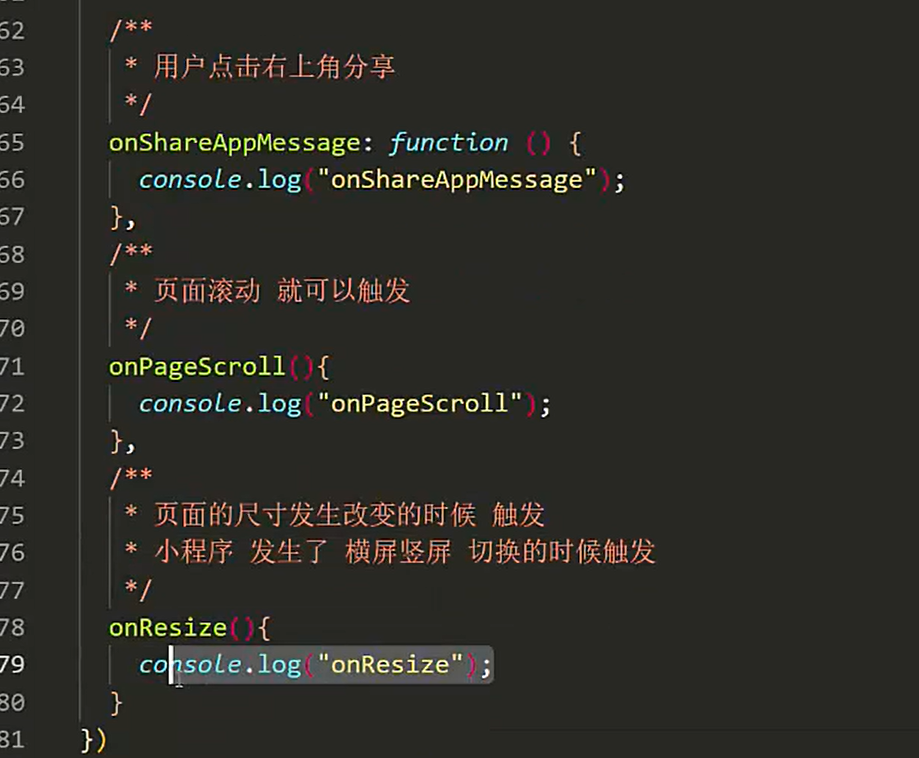 62 /**
63 * 用户点击右上角分享
64 */
65 onShareAppMessage: function () {
66 console.log("onShareAppMessage");
67 },
68 /**
69 * 页面滚动 就可以触发
70 */
71 onPageScroll(){
72 console.log("onPageScroll");
73 },
74 /**
75 * 页面的尺寸发生改变的时候 触发
76 * 小程序 发生了 横屏竖屏 切换的时候触发
77 */
78 onResize(){
79 console.log("onResize");
80 }
81 })